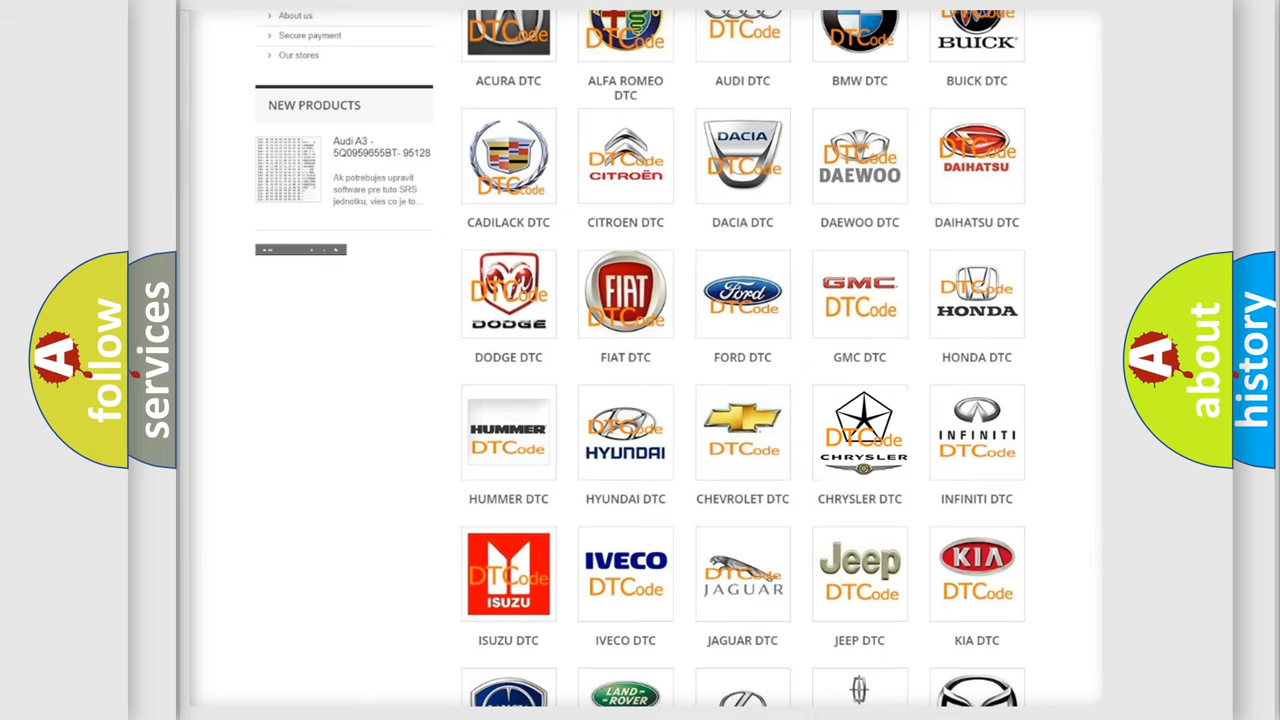 About us
Secure payment
Our stores
NEW PRODUCTS
Audi A3 -
5Q0959655BT- 95128
Ak potrebujes upravit
software pre tuto SRS
jednotku, vies co je to...
DTCode
DTCode
DTCode
DTCode
BUICK
ACURA DTC
ALFA ROMEO
DTC
AUDI DTC
BMW DTC
BUICK DTC
DTCode
DTCode
CITROËN
DACIA
DTCode
DTCode
DAEWOO
DTCode
DAIHATSU
CADILACK DTC
CITROEN DTC
DACIA DTC
DAEWOO DTC
DAIHATSU DTC
DTCode
DODGE
FIAT
DTCode
Ford
DTCode
GMC
DTCode
DTCode
HONDA
DODGE DTC
FIAT DTC
FORD DTC
GMC DTC
HONDA DTC
HUMMER
DTCode
DTCode
HYUNDAI
DTCode
DTCode
CHRYSLER
INFINITI
DTCode
HUMMER DTC
HYUNDAI DTC
CHEVROLET DTC
CHRYSLER DTC
INFINITI DTC
DTCode
ISUZU
IVECO
DTCode
DTCode
JAGUAR
Jeep
DTCode
KIA
DTCode
ISUZU DTC
IVECO DTC
JAGUAR DTC
JEEP DTC
KIA DTC
LAND-
ROVER
A
follow
services
A
about
history